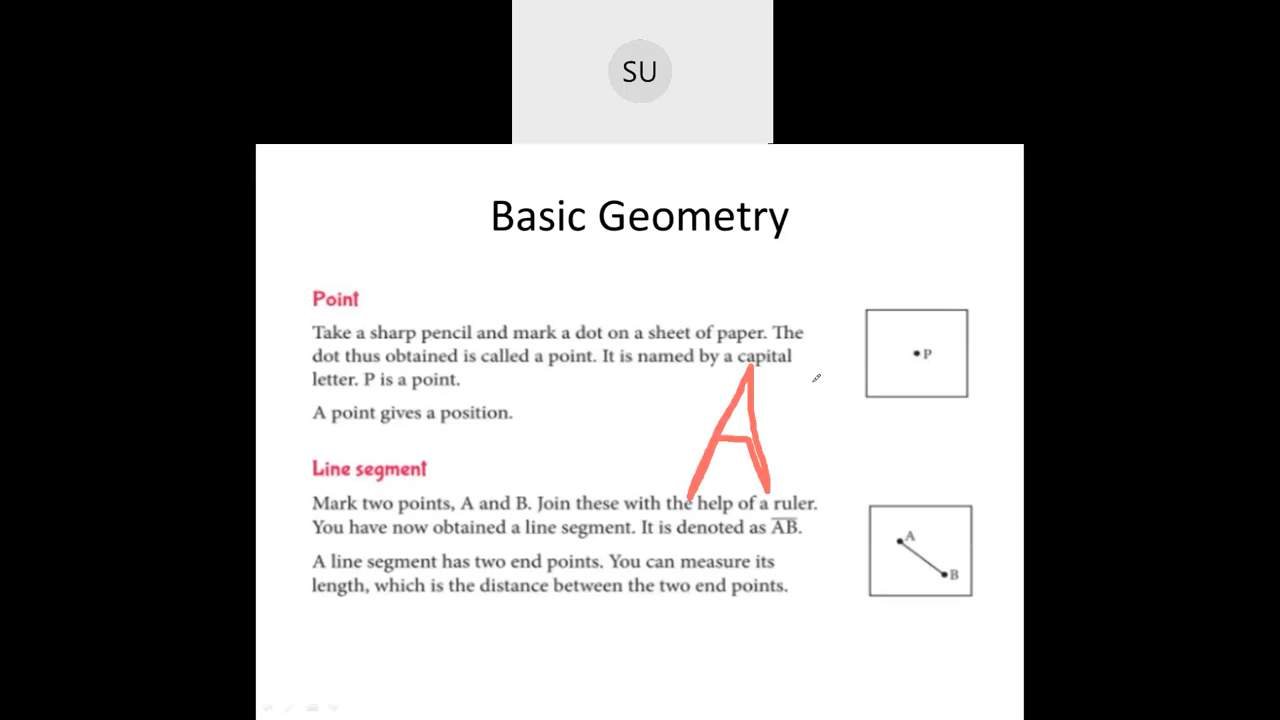 SU
Basic Geometry
Point
Take a sharp pencil and mark a dot on a sheet of paper. The
dot thus obtained is called a point. It is named by a capital
letter. P is a point.
P
A point gives a position.
A
Line segment
Mark two points, A and B. Join these with the help of a ruler.
You have now obtained a line segment. It is denoted as A̅B̅.
A line segment has two end points. You can measure its
length, which is the distance between the two end points.
A
B